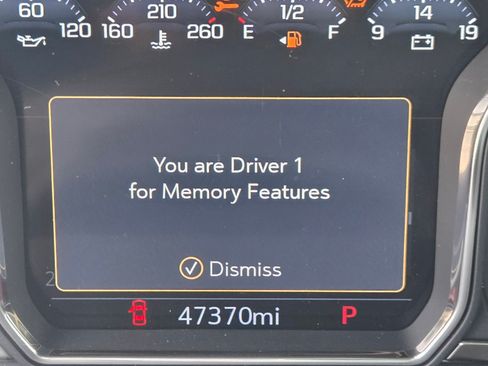 60 210 1/2 14
120 160 260 E F 9 19
You are Driver 1
for Memory Features
Dismiss
2
47370mi P